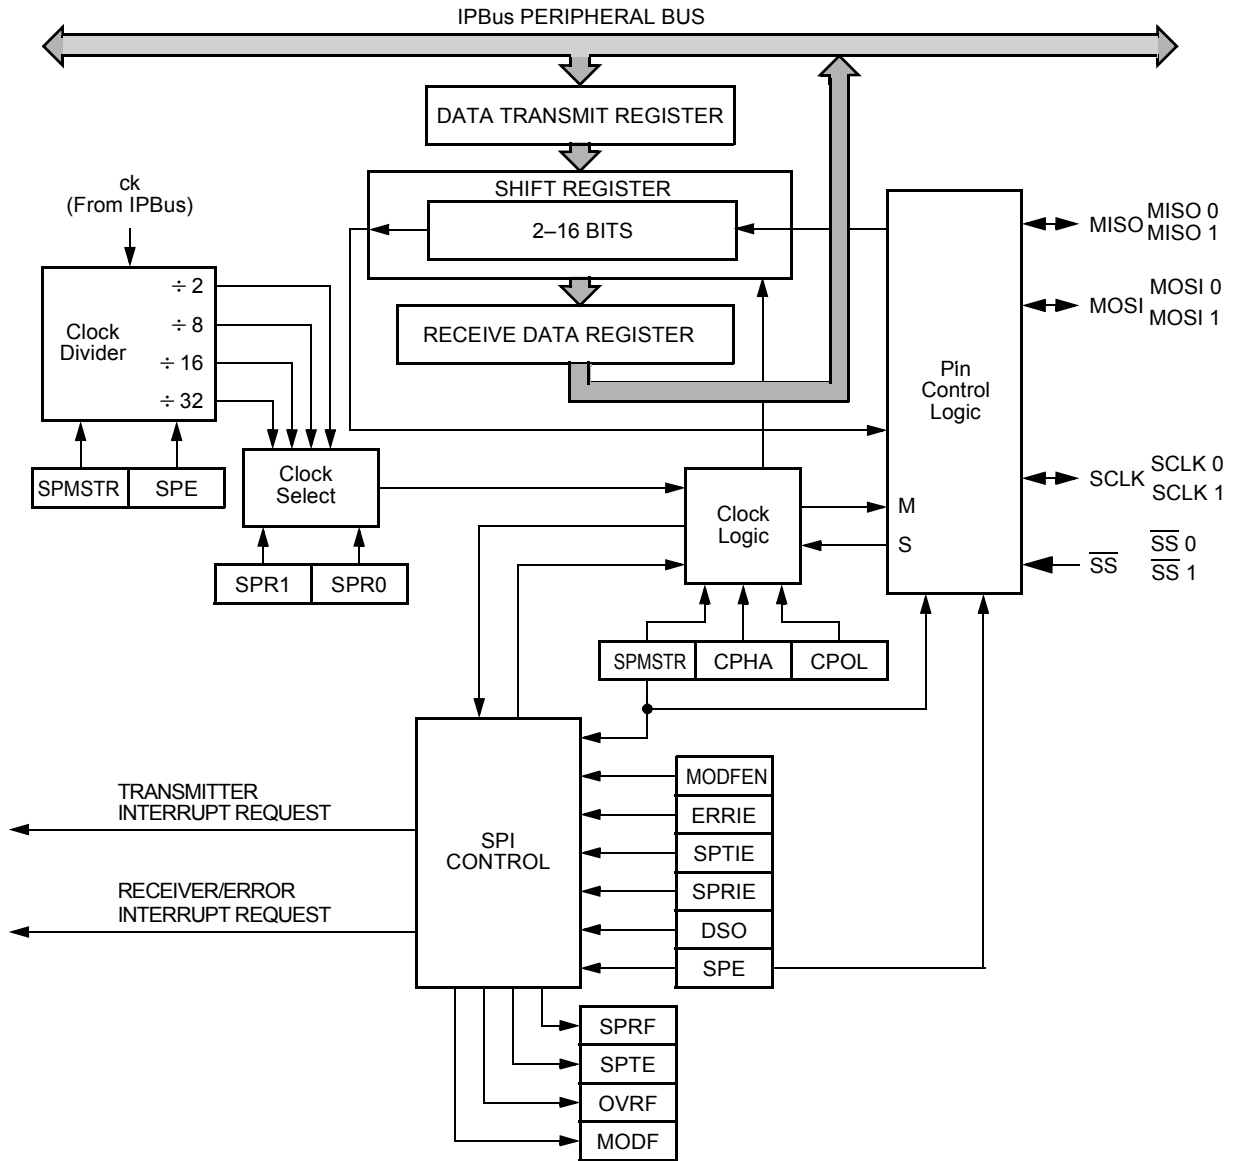 IPBus PERIPHERAL BUS
DATA TRANSMIT REGISTER
SHIFT REGISTER
2–16 BITS
RECEIVE DATA REGISTER
ck
(From IPBus)
Clock
Divider
÷ 2
÷ 8
÷ 16
÷ 32
SPMSTR
SPE
Clock
Select
SPR1
SPR0
Clock
Logic
Pin
Control
Logic
M
S
MISO
MISO 0
MISO 1
MOSI
MOSI 0
MOSI 1
SCLK
SCLK 0
SCLK 1
S̅S̅
S̅S̅ 0
S̅S̅ 1
SPMSTR
CPHA
CPOL
TRANSMITTER
INTERRUPT REQUEST
RECEIVER/ERROR
INTERRUPT REQUEST
SPI
CONTROL
MODFEN
ERRIE
SPTIE
SPRIE
DSO
SPE
SPRF
SPTE
OVRF
MODF